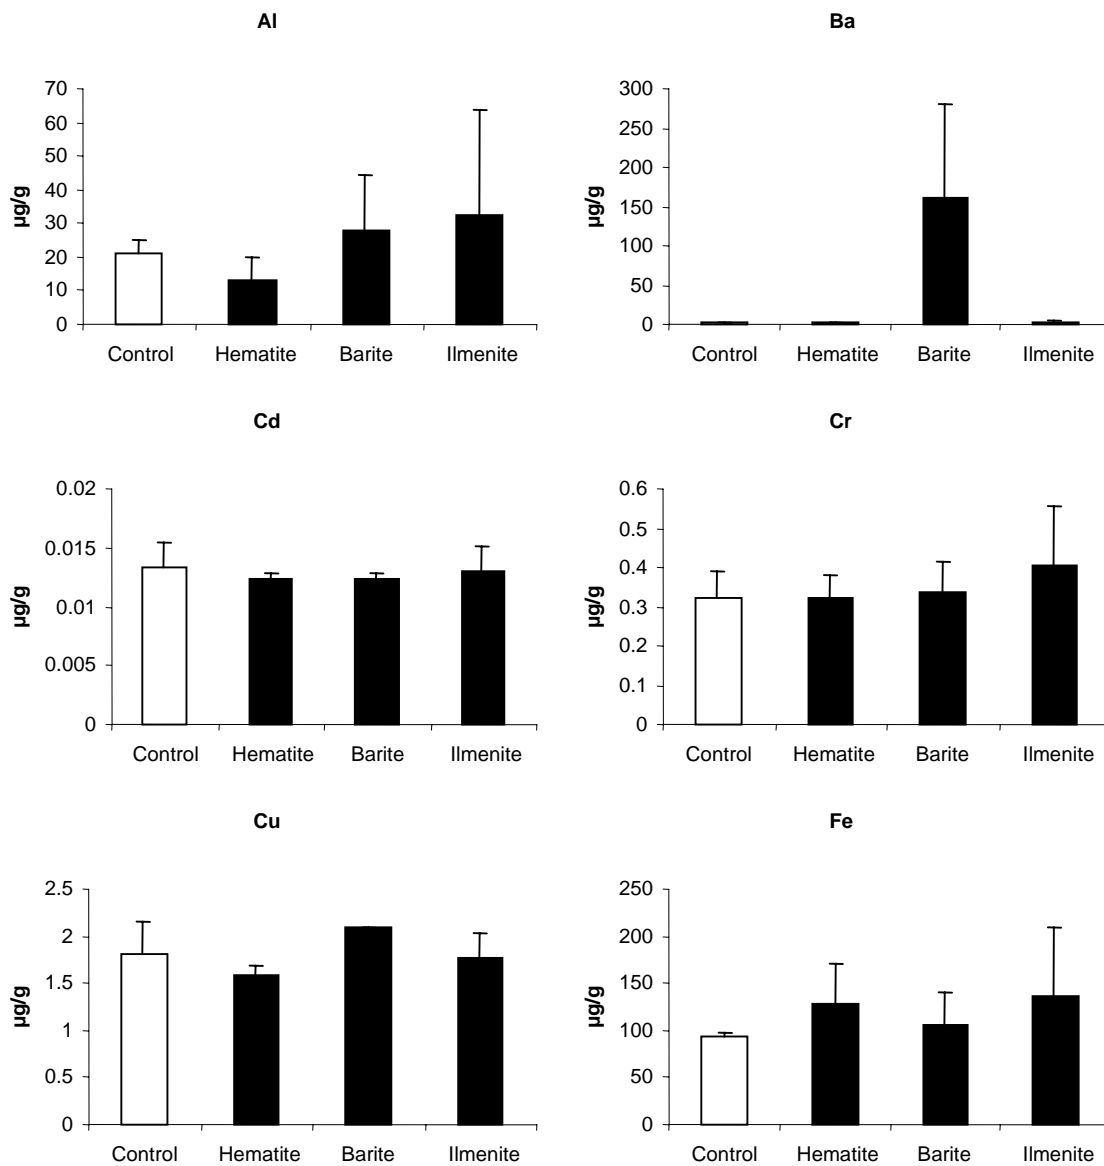 Al
70
60
50
40
30
20
10
0
µg/g
Control Hematite Barite Ilmenite
Ba
300
250
200
150
100
50
0
µg/g
Control Hematite Barite Ilmenite
Cd
0.02
0.015
0.01
0.005
0
µg/g
Control Hematite Barite Ilmenite
Cr
0.6
0.5
0.4
0.3
0.2
0.1
0
µg/g
Control Hematite Barite Ilmenite
Cu
2.5
2
1.5
1
0.5
0
µg/g
Control Hematite Barite Ilmenite
Fe
250
200
150
100
50
0
µg/g
Control Hematite Barite Ilmenite